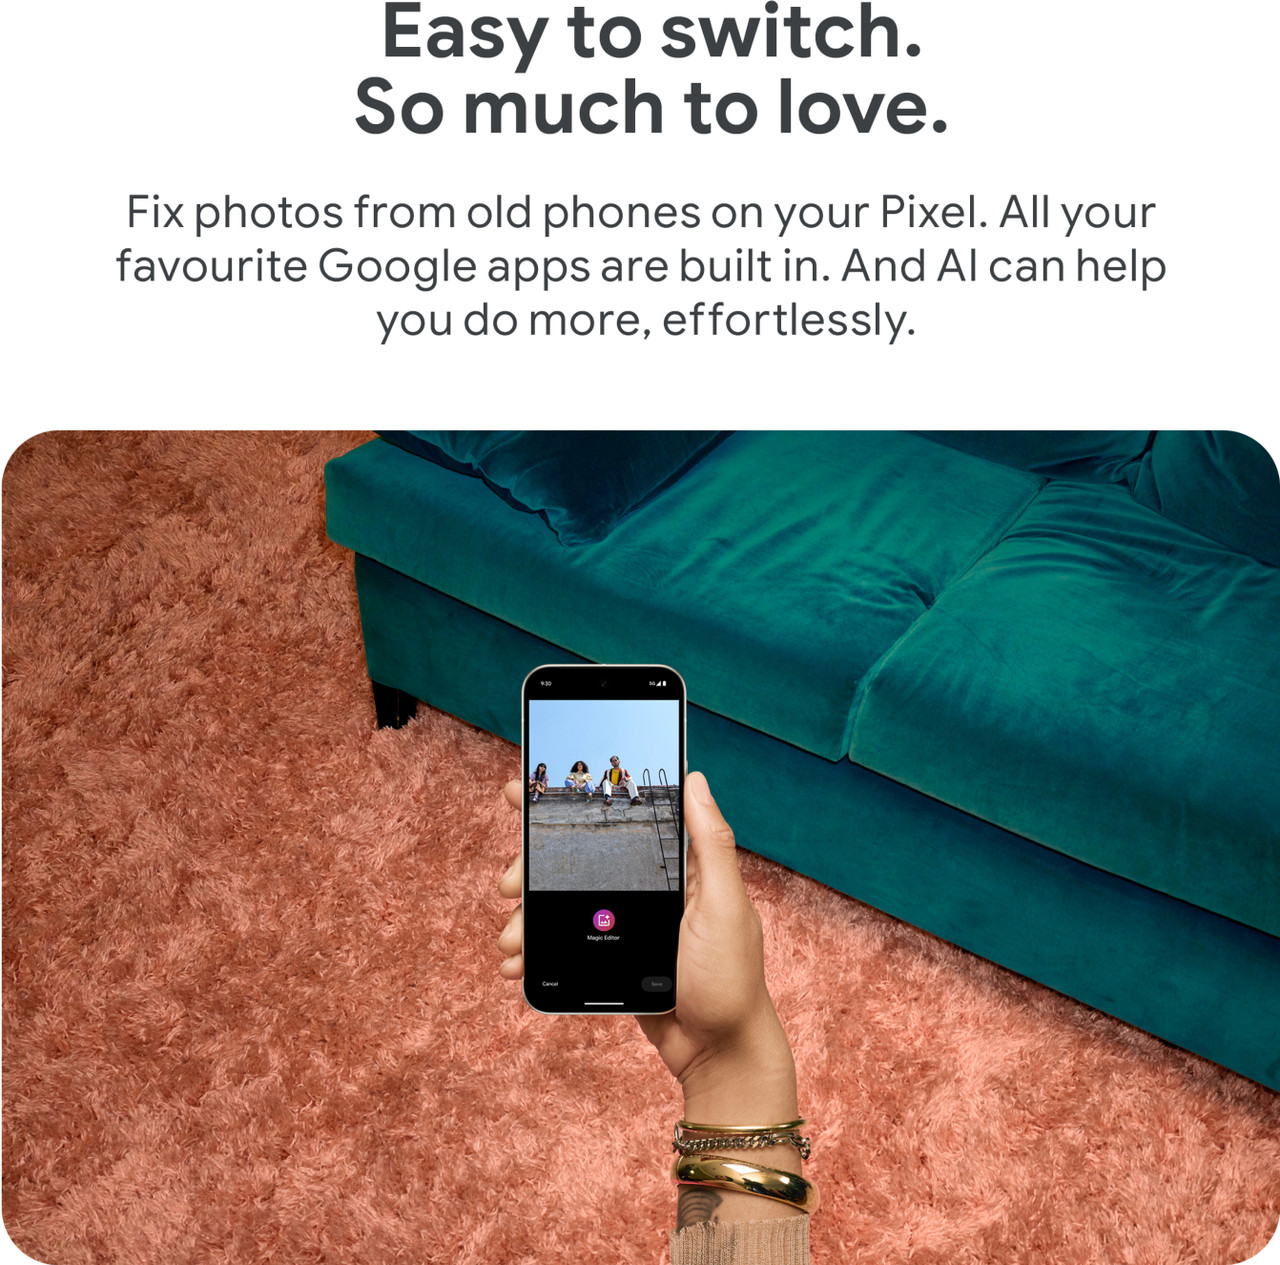 Easy to switch.
So much to love.
Fix photos from old phones on your Pixel. All your
favourite Google apps are built in. And AI can help
you do more, effortlessly.
9:30
5G
Magic Editor
Cancel
Save